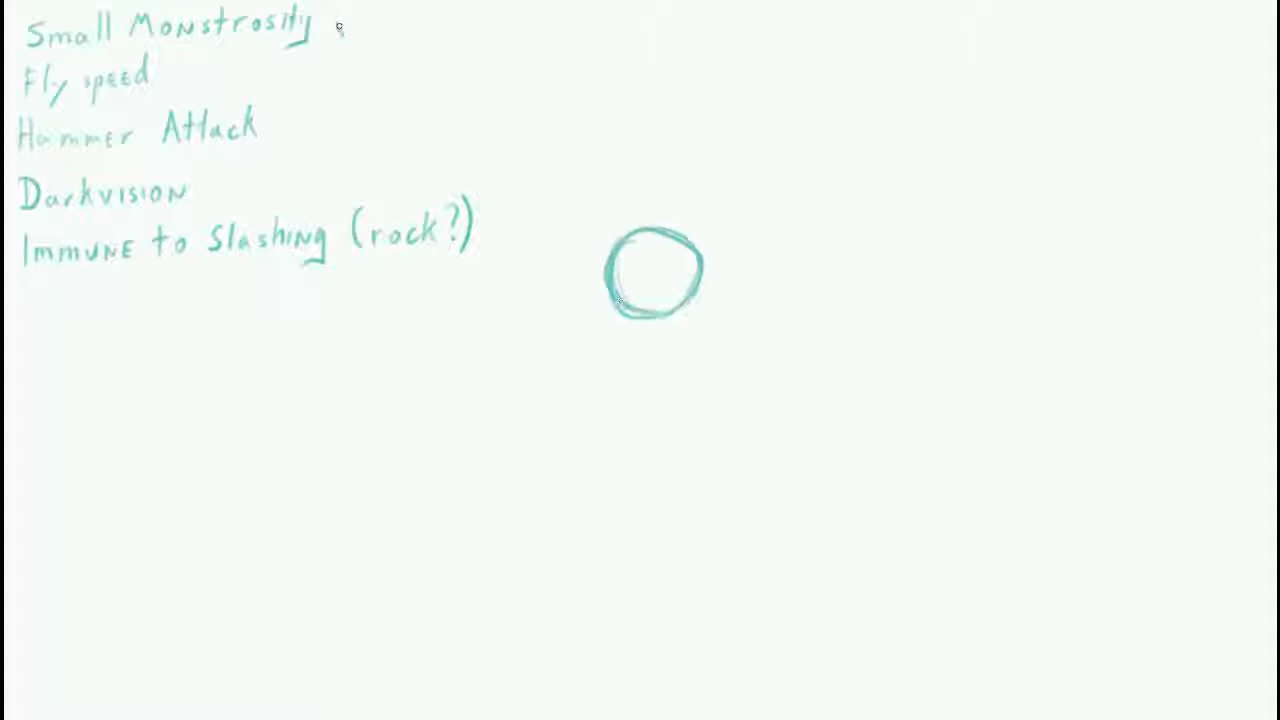 Small Monstrosity
Fly speed
Hammer Attack
Darkvision
Immune to Slashing (rock?)